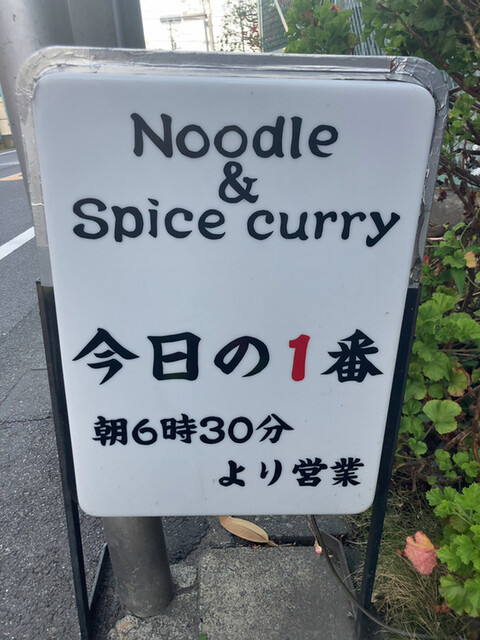 Noodle
&
Spice curry
今日の1番
朝6時30分
より営業